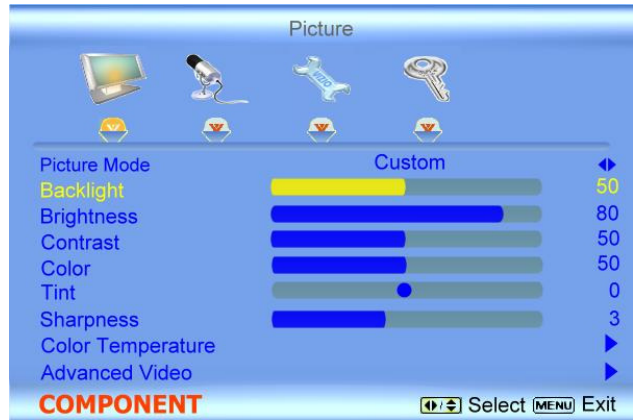 Picture
VIZIO
Picture Mode Custom
Backlight 50
Brightness 80
Contrast 50
Color 50
Tint 0
Sharpness 3
Color Temperature
Advanced Video
COMPONENT Select MENU Exit